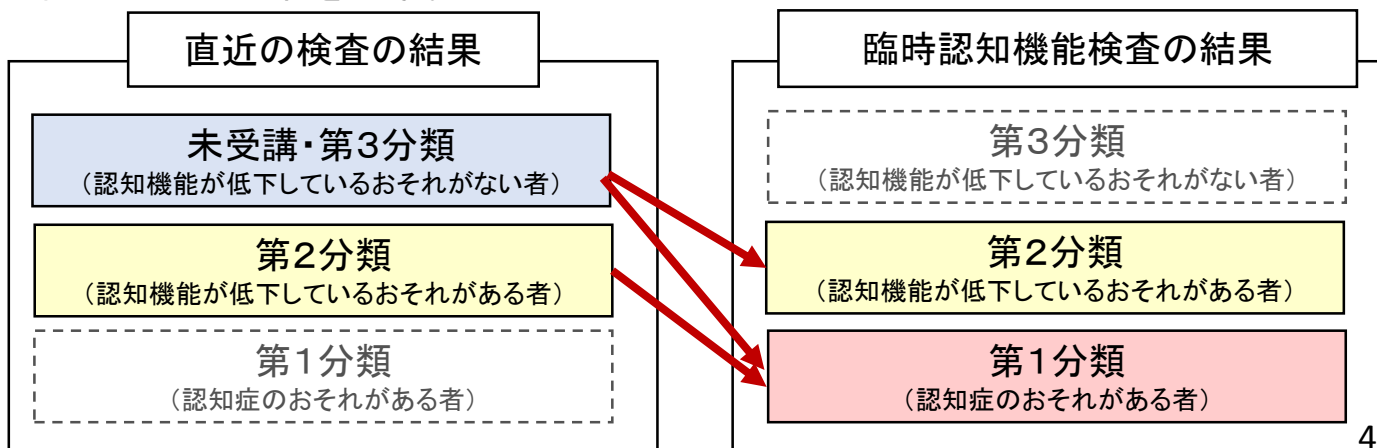 直近の検査の結果
未受講・第3分類
（認知機能が低下しているおそれがない者）
第2分類
（認知機能が低下しているおそれがある者）
第1分類
（認知症のおそれがある者）
臨時認知機能検査の結果
第3分類
（認知機能が低下しているおそれがない者）
第2分類
（認知機能が低下しているおそれがある者）
第1分類
（認知症のおそれがある者）
4